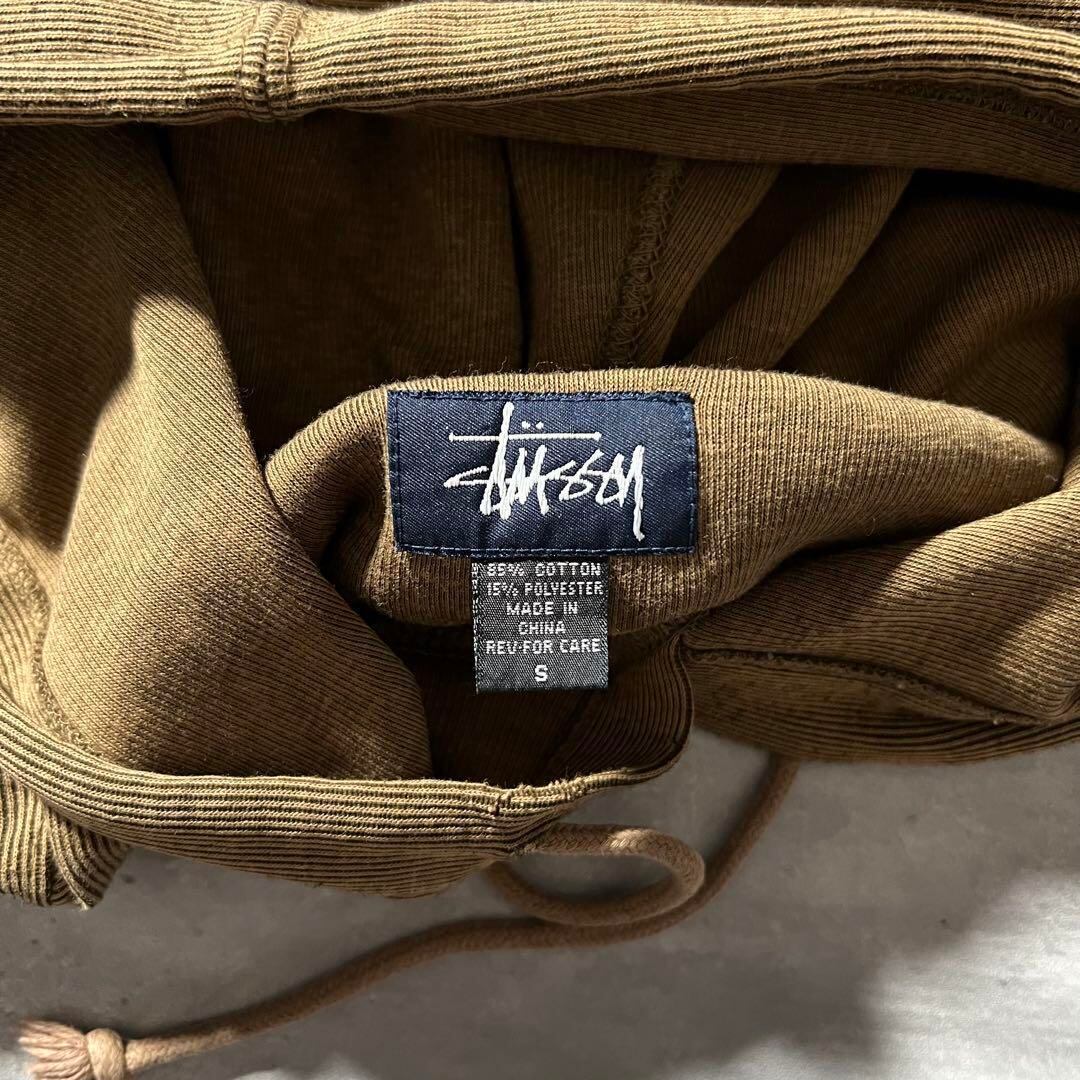 stüssy
85% COTTON
15% POLYESTER
MADE IN
CHINA
REV·FOR CARE
S